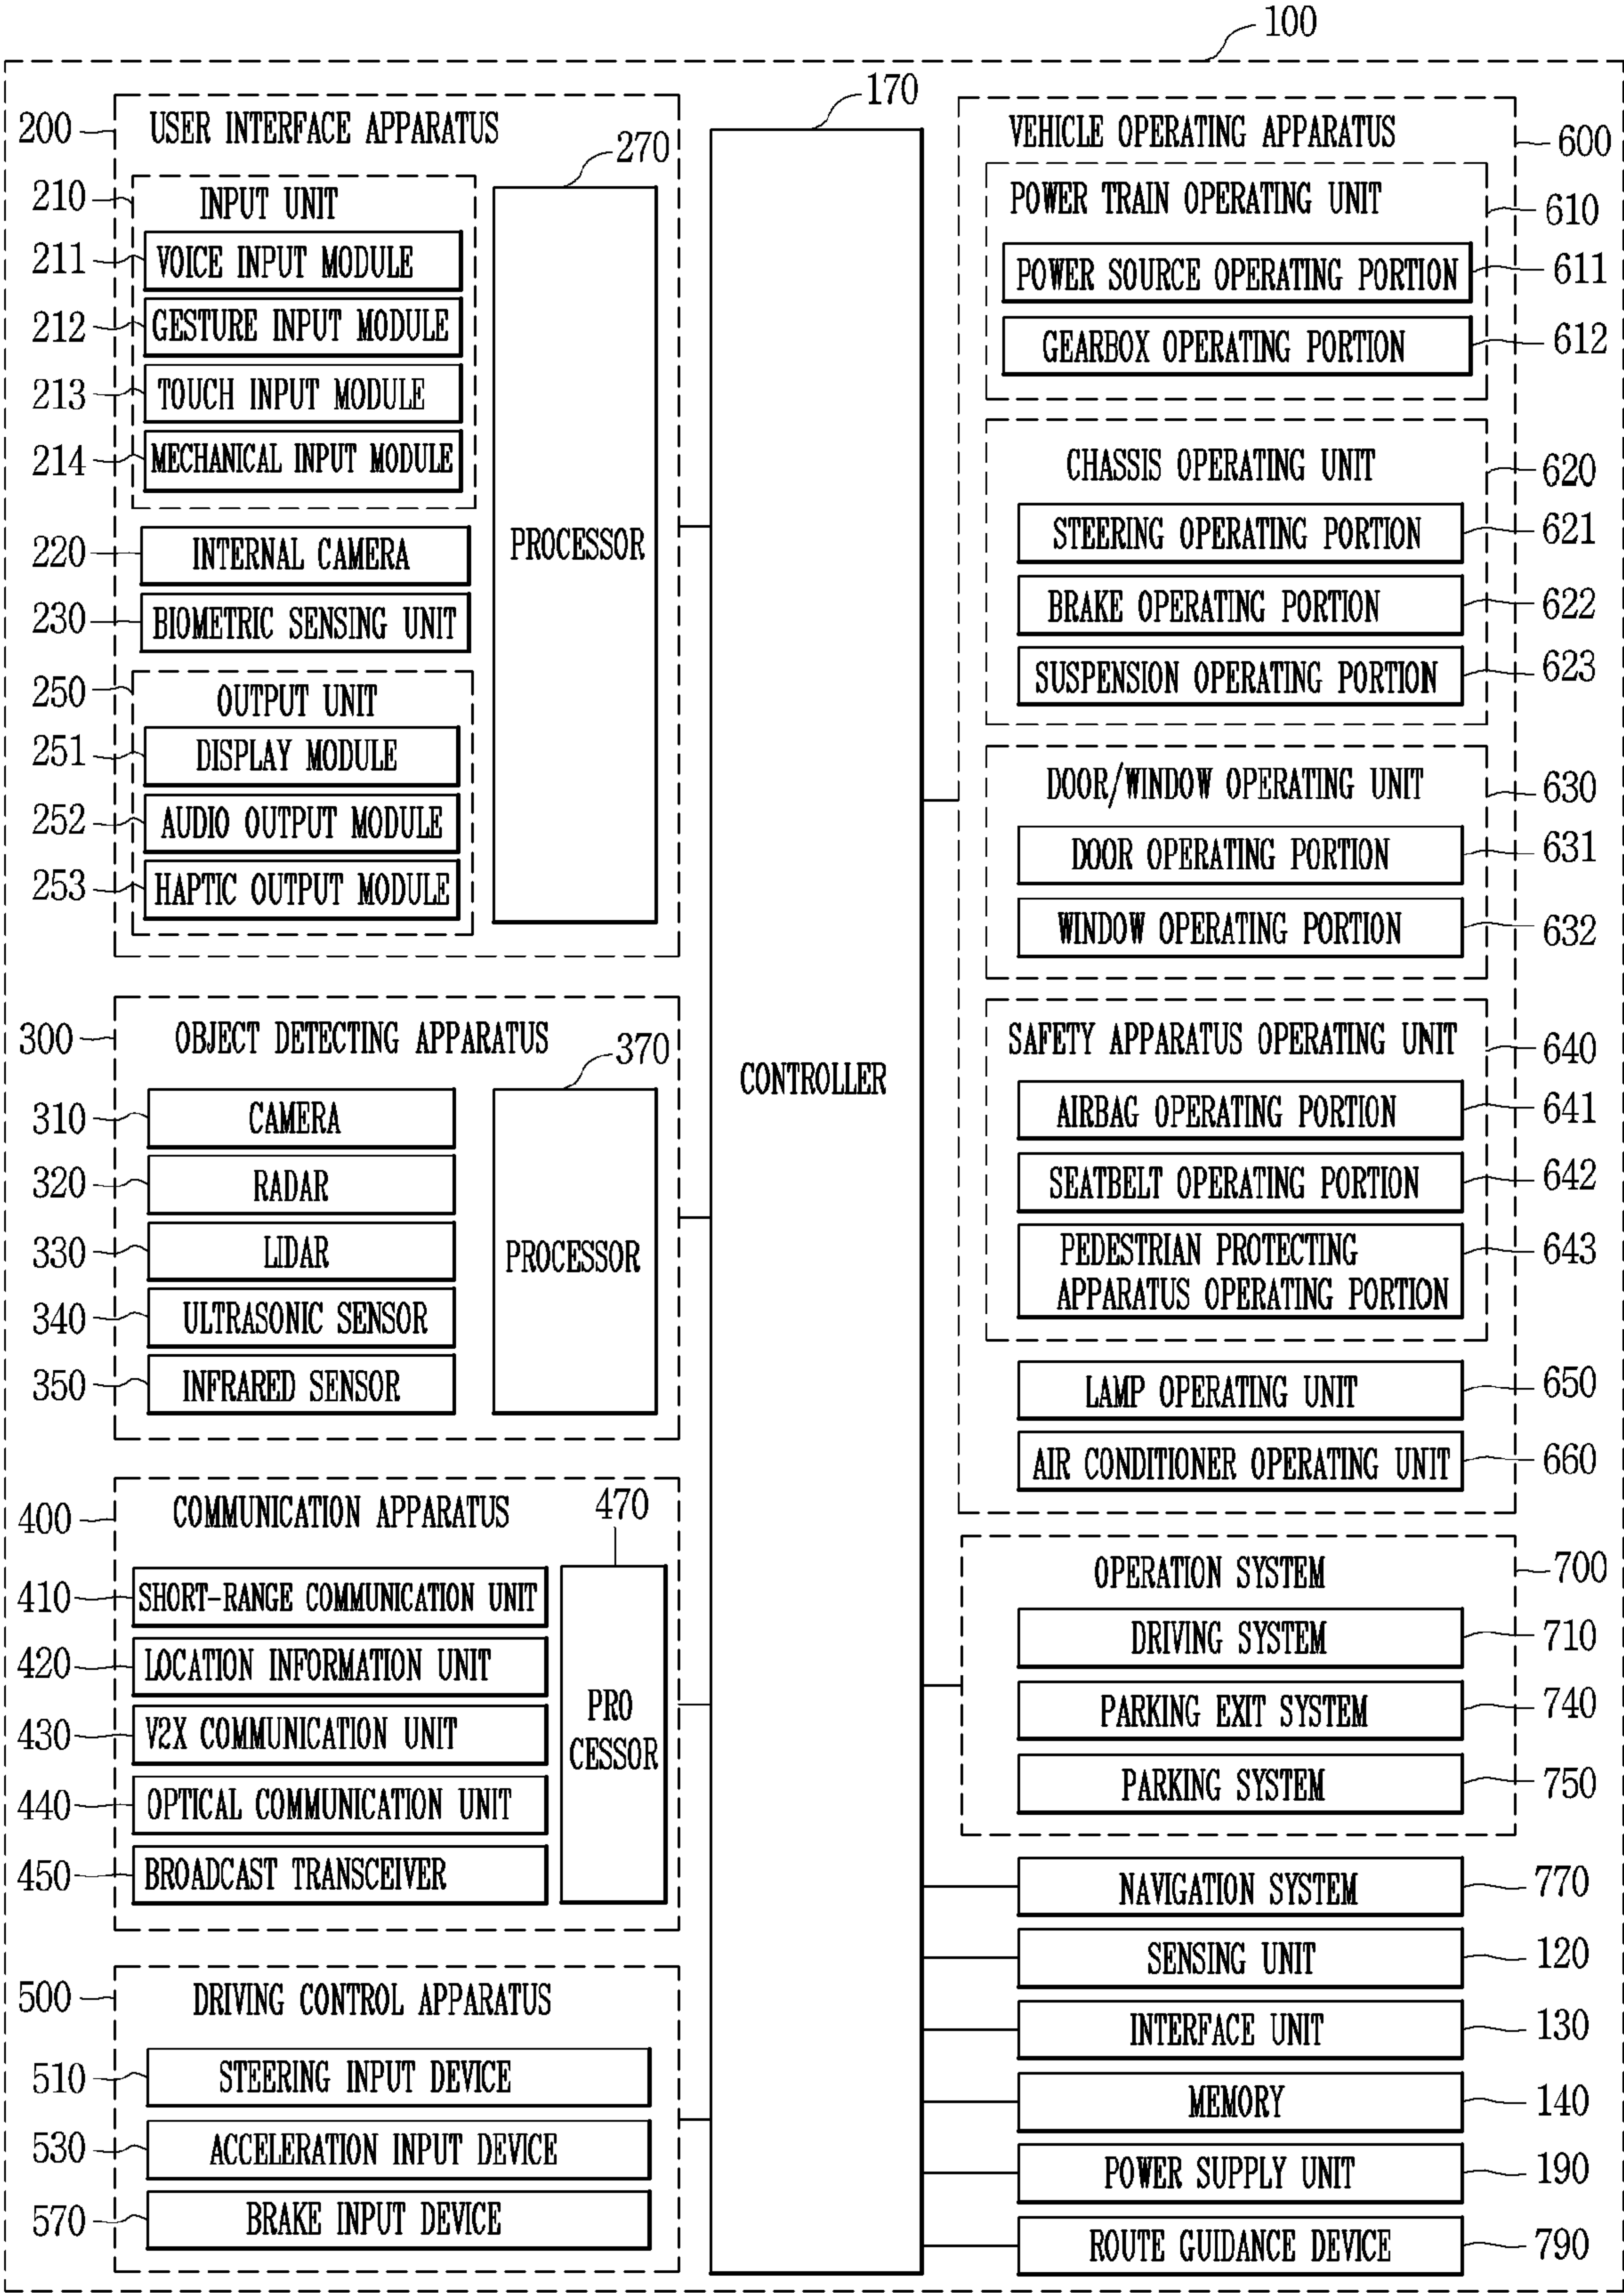 100
170
200
USER INTERFACE APPARATUS
270
210
INPUT UNIT
211
VOICE INPUT MODULE
212
GESTURE INPUT MODULE
213
TOUCH INPUT MODULE
214
MECHANICAL INPUT MODULE
PROCESSOR
220
INTERNAL CAMERA
230
BIOMETRIC SENSING UNIT
250
OUTPUT UNIT
251
DISPLAY MODULE
252
AUDIO OUTPUT MODULE
253
HAPTIC OUTPUT MODULE
300
OBJECT DETECTING APPARATUS
370
310
CAMERA
320
RADAR
330
LIDAR
PROCESSOR
340
ULTRASONIC SENSOR
350
INFRARED SENSOR
400
COMMUNICATION APPARATUS
470
410
SHORT-RANGE COMMUNICATION UNIT
420
LOCATION INFORMATION UNIT
430
V2X COMMUNICATION UNIT
PRO
CESSOR
440
OPTICAL COMMUNICATION UNIT
450
BROADCAST TRANSCEIVER
500
DRIVING CONTROL APPARATUS
510
STEERING INPUT DEVICE
530
ACCELERATION INPUT DEVICE
570
BRAKE INPUT DEVICE
CONTROLLER
VEHICLE OPERATING APPARATUS
600
POWER TRAIN OPERATING UNIT
610
POWER SOURCE OPERATING PORTION
611
GEARBOX OPERATING PORTION
612
CHASSIS OPERATING UNIT
620
STEERING OPERATING PORTION
621
BRAKE OPERATING PORTION
622
SUSPENSION OPERATING PORTION
623
DOOR/WINDOW OPERATING UNIT
630
DOOR OPERATING PORTION
631
WINDOW OPERATING PORTION
632
SAFETY APPARATUS OPERATING UNIT
640
AIRBAG OPERATING PORTION
641
SEATBELT OPERATING PORTION
642
PEDESTRIAN PROTECTING
APPARATUS OPERATING PORTION
643
LAMP OPERATING UNIT
650
AIR CONDITIONER OPERATING UNIT
660
OPERATION SYSTEM
700
DRIVING SYSTEM
710
PARKING EXIT SYSTEM
740
PARKING SYSTEM
750
NAVIGATION SYSTEM
770
SENSING UNIT
120
INTERFACE UNIT
130
MEMORY
140
POWER SUPPLY UNIT
190
ROUTE GUIDANCE DEVICE
790